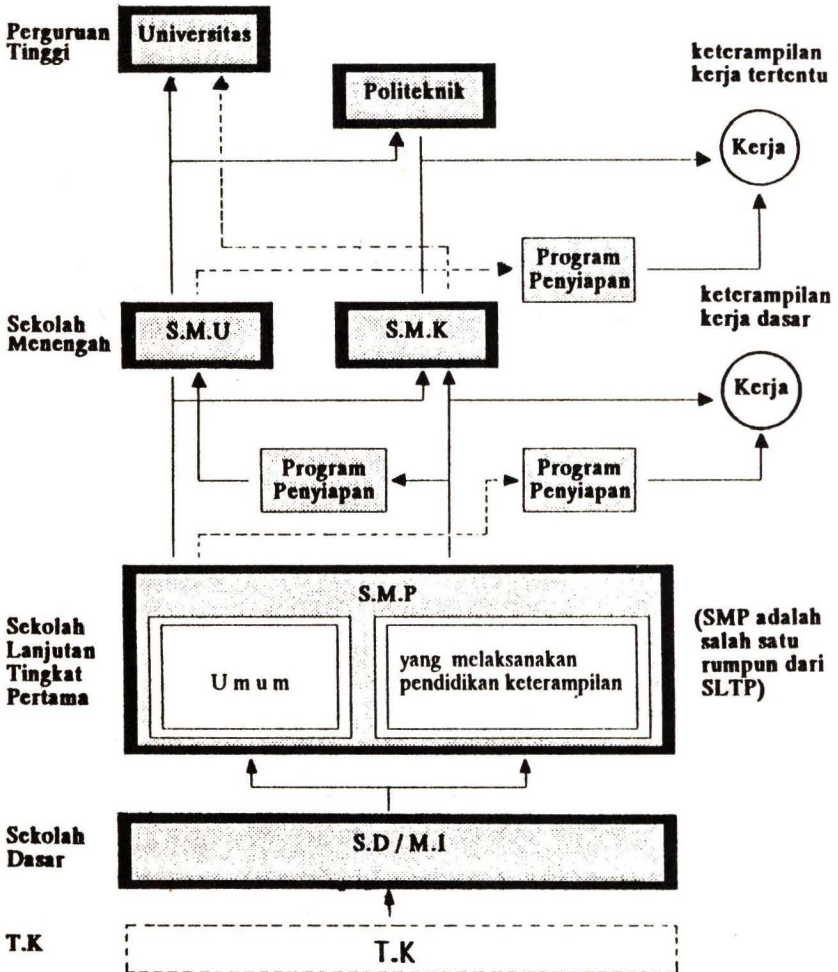 Perguruan
Tinggi
Universitas
Politeknik
keterampilan
kerja tertentu
Kerja
Program
Penyiapan
keterampilan
kerja dasar
Sekolah
Menengah
S.M.U
S.M.K
Kerja
Program
Penyiapan
Program
Penyiapan
S.M.P
Sekolah
Lanjutan
Tingkat
Pertama
U m u m
yang melaksanakan
pendidikan keterampilan
(SMP adalah
salah satu
rumpun dari
SLTP)
Sekolah
Dasar
S.D / M.I
T.K
T.K